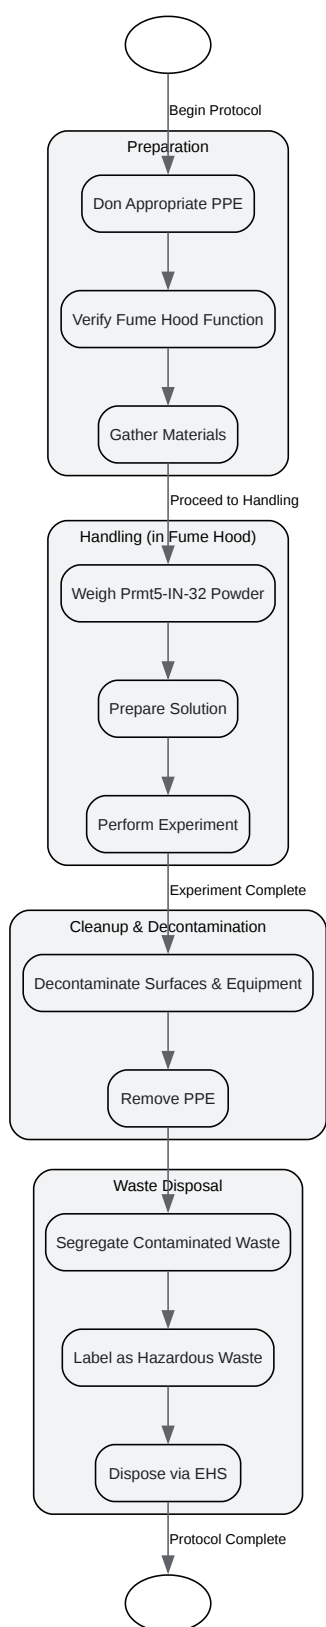 Begin Protocol
Preparation
Don Appropriate PPE
Verify Fume Hood Function
Gather Materials
Proceed to Handling
Handling (in Fume Hood)
Weigh Prmt5-IN-32 Powder
Prepare Solution
Perform Experiment
Experiment Complete
Cleanup & Decontamination
Decontaminate Surfaces & Equipment
Remove PPE
Waste Disposal
Segregate Contaminated Waste
Label as Hazardous Waste
Dispose via EHS
Protocol Complete